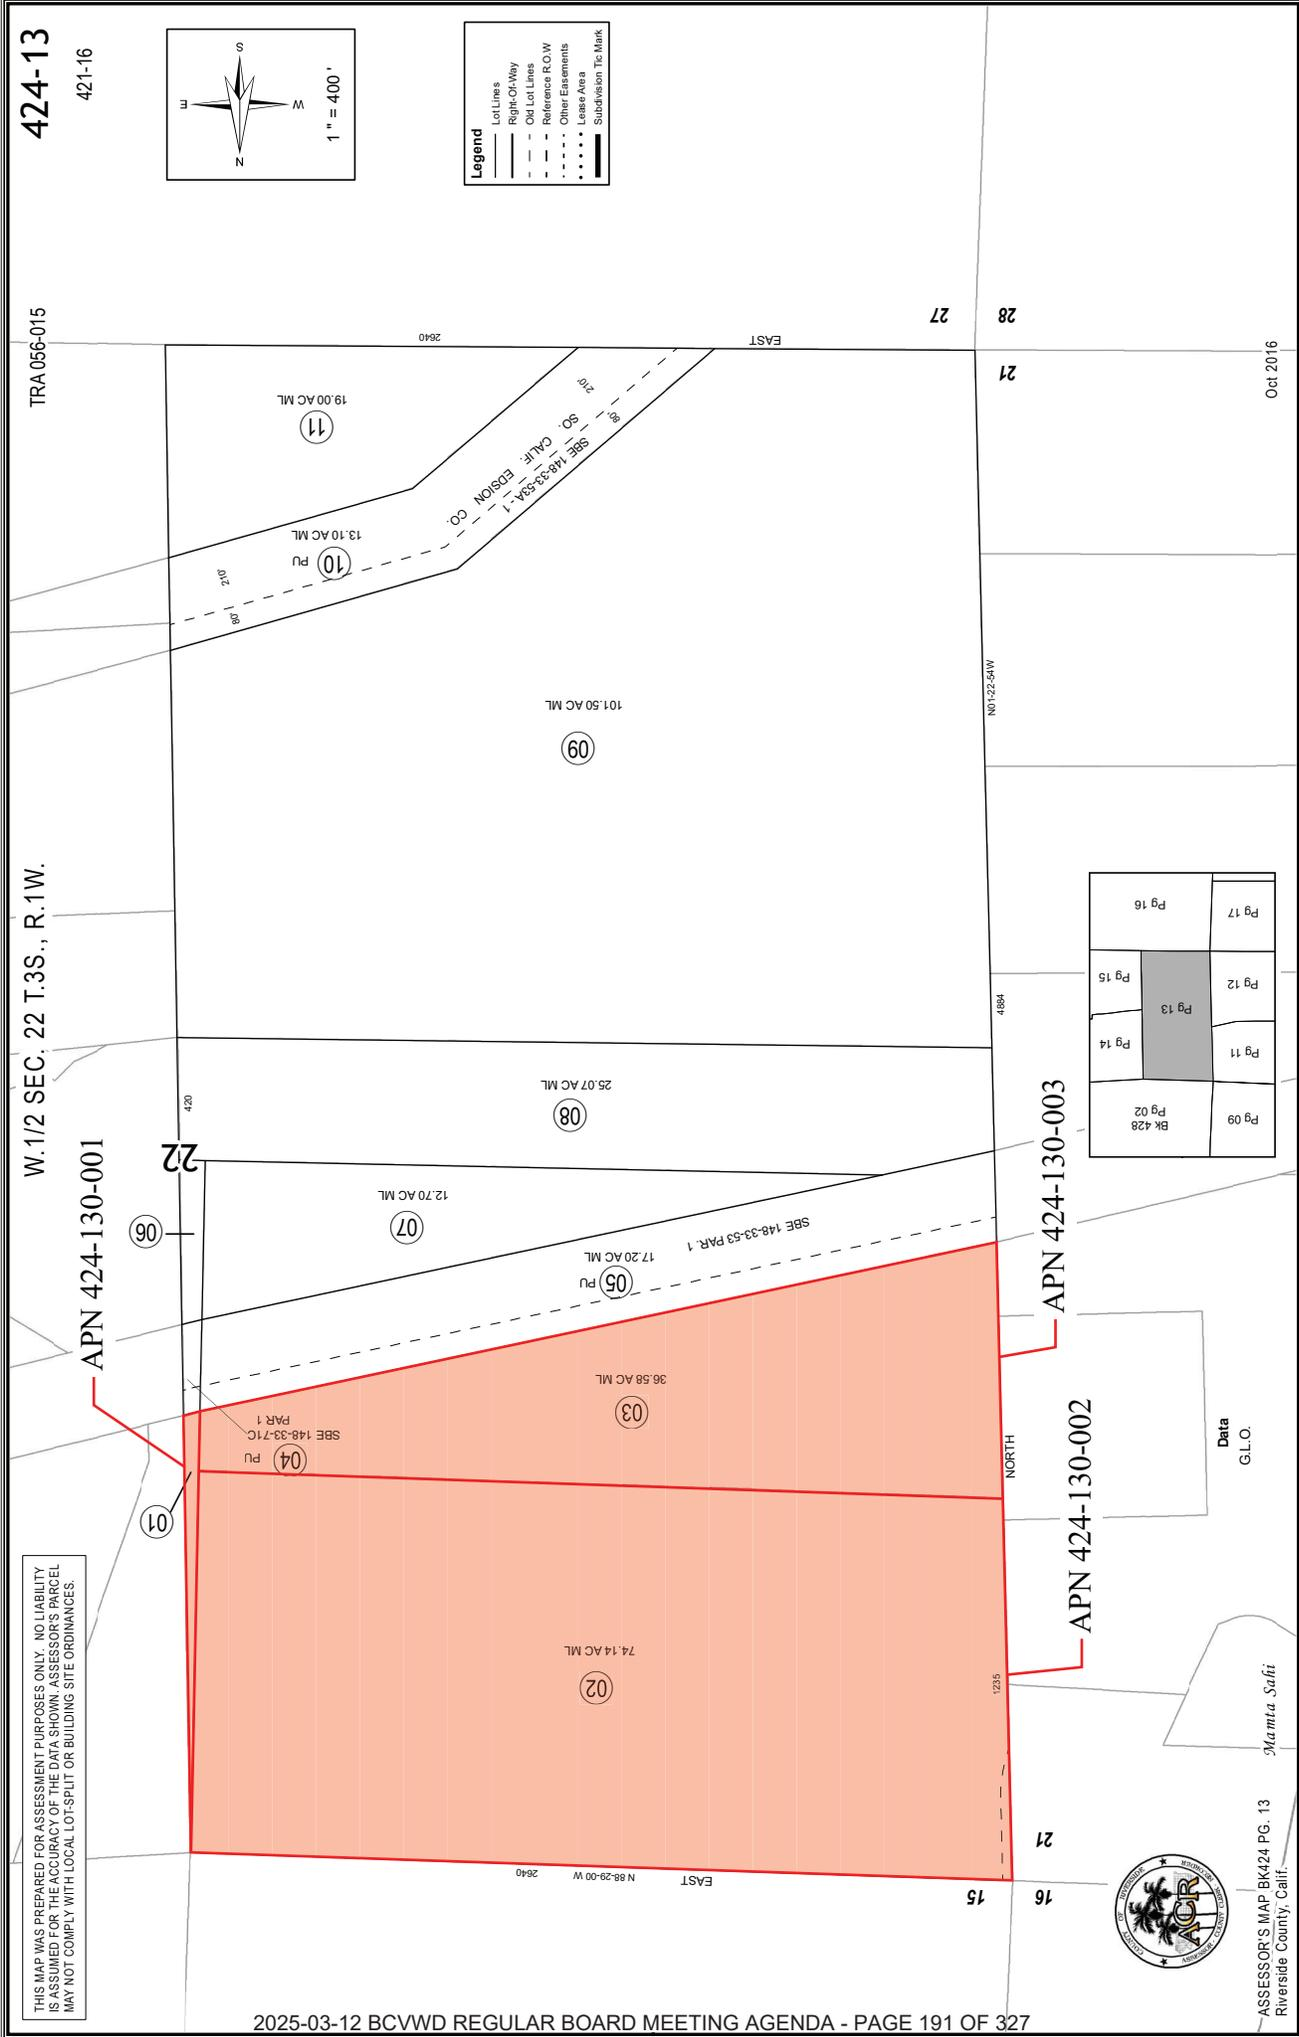 424-13
421-16
TRA 056-015
W.1/2 SEC. 22 T.3S., R.1W.
THIS MAP WAS PREPARED FOR ASSESSMENT PURPOSES ONLY. NO LIABILITY
IS ASSUMED FOR THE ACCURACY OF THE DATA SHOWN. ASSESSOR'S PARCEL
MAY NOT COMPLY WITH LOCAL LOT-SPLIT OR BUILDING SITE ORDINANCES.
S
E
W
N
1 " = 400 '
Legend
Lot Lines
Right-Of-Way
Old Lot Lines
Reference R.O.W
Other Easements
Lease Area
Subdivision Tic Mark
27
28
21
2640
EAST
11
19.00 AC ML
210'
80'
SO. CALIF. EDSION CO.
SBE 148-33-53A - 1
10
13.10 AC ML
PU
210'
80'
101.50 AC ML
09
N01-22-54W
4884
25.07 AC ML
08
420
22
06
12.70 AC ML
07
SBE 148-33-53 PAR. 1
17.20 AC ML
05
PU
APN 424-130-001
APN 424-130-003
APN 424-130-002
36.58 AC ML
03
SBE 148-33-71C
PAR 1
04
PU
01
NORTH
74.14 AC ML
02
1235
2640
N 88-29-00 W
EAST
15
16
21
Pg 16
Pg 17
Pg 15
Pg 12
Pg 13
Pg 14
Pg 11
Bk 428
Pg 02
Pg 09
Data
G.L.O.
Oct 2016
Mamta Sahi
COUNTY OF RIVERSIDE
ASSESSOR - COUNTY CLERK - RECORDER
ACR
ASSESSOR'S MAP BK424 PG. 13
Riverside County, Calif.
2025-03-12 BCVWD REGULAR BOARD MEETING AGENDA - PAGE 191 OF 327